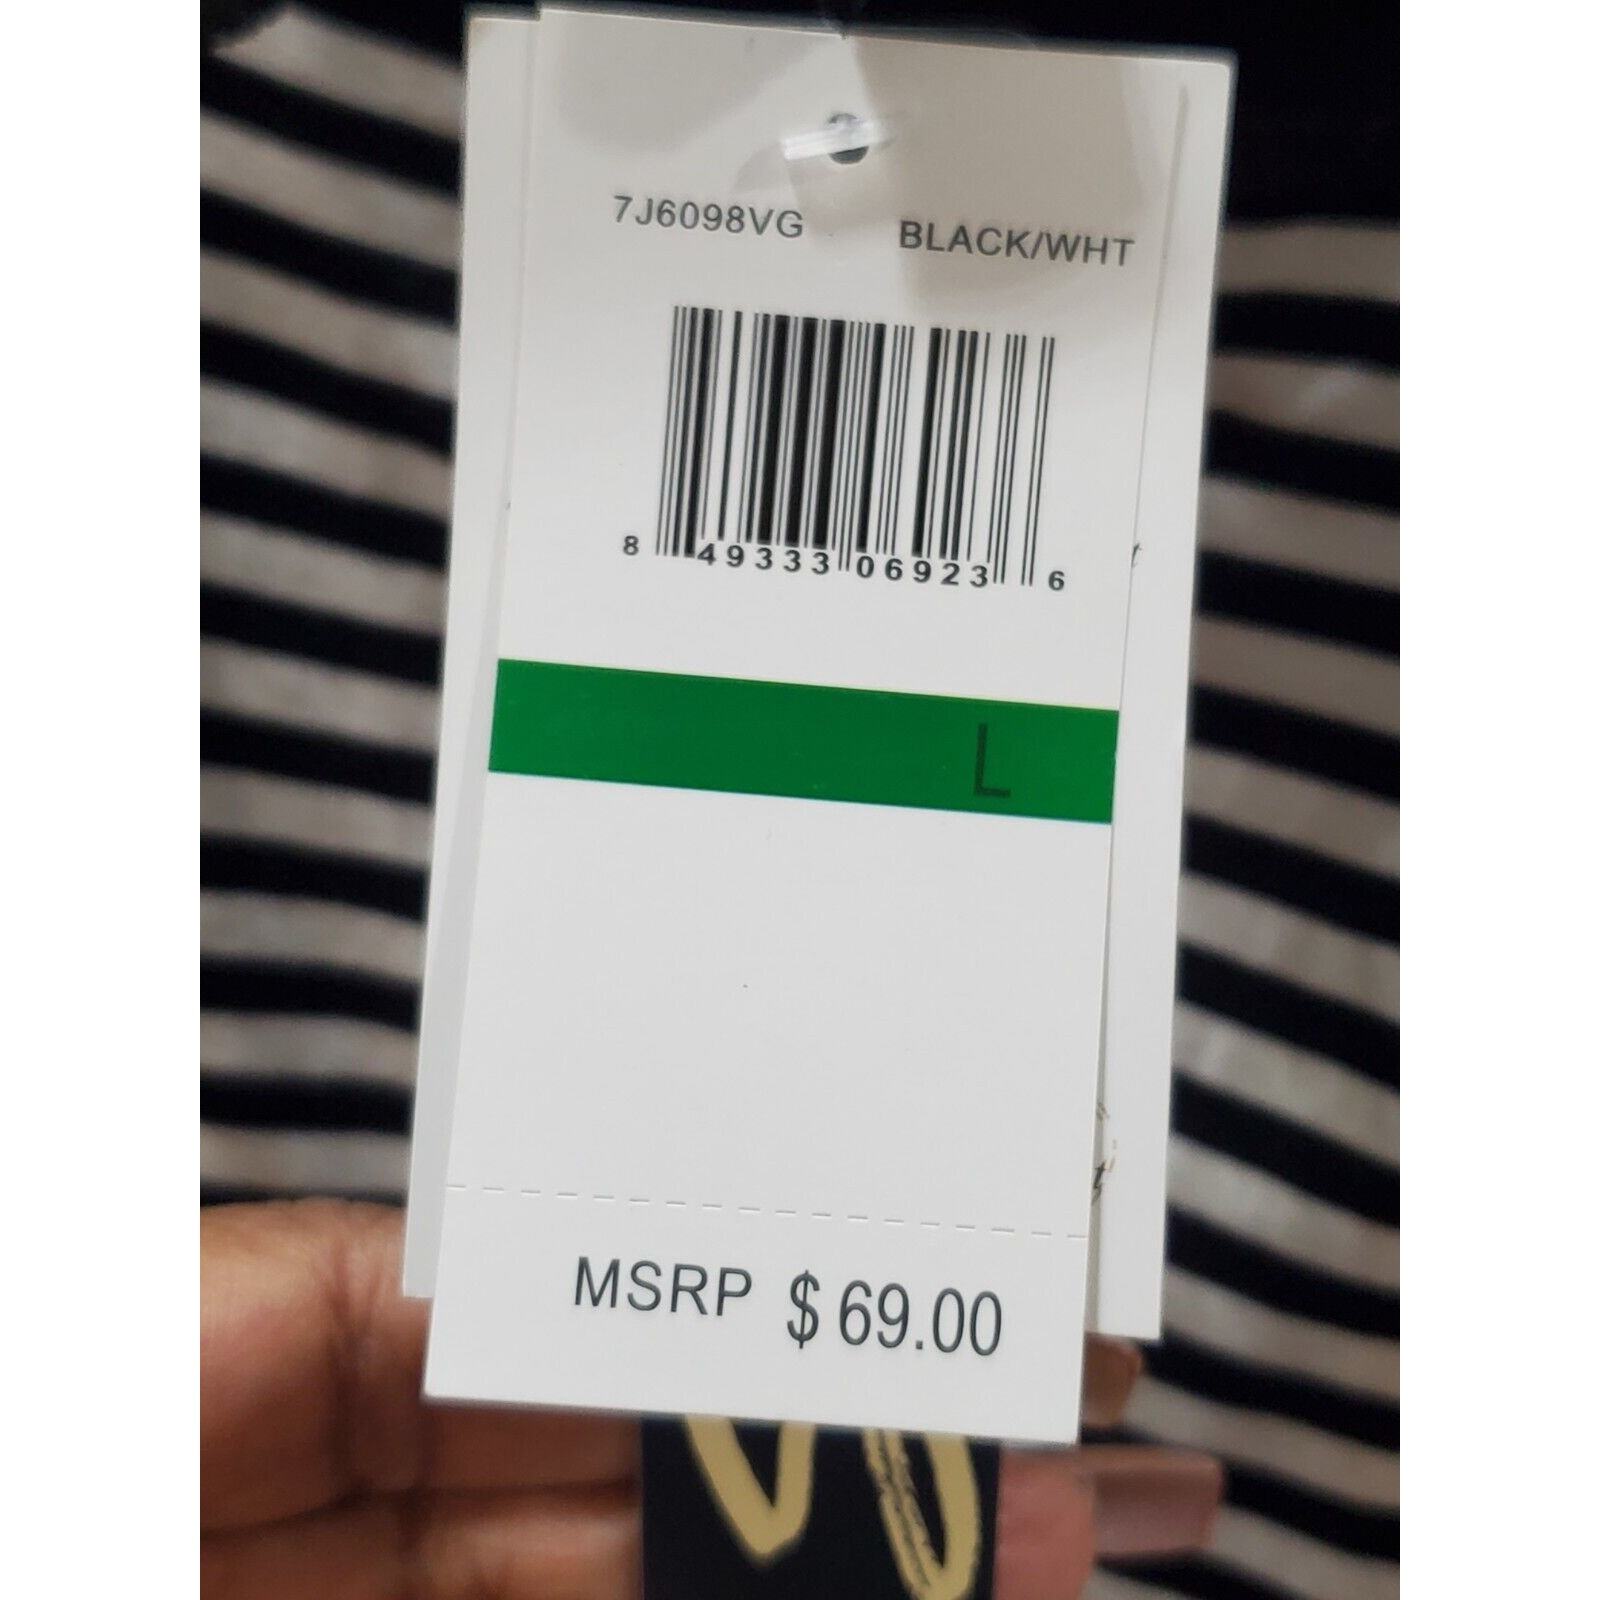 7J6098VG BLACK/WHT
8 49333 06923 6
L
MSRP $ 69.00